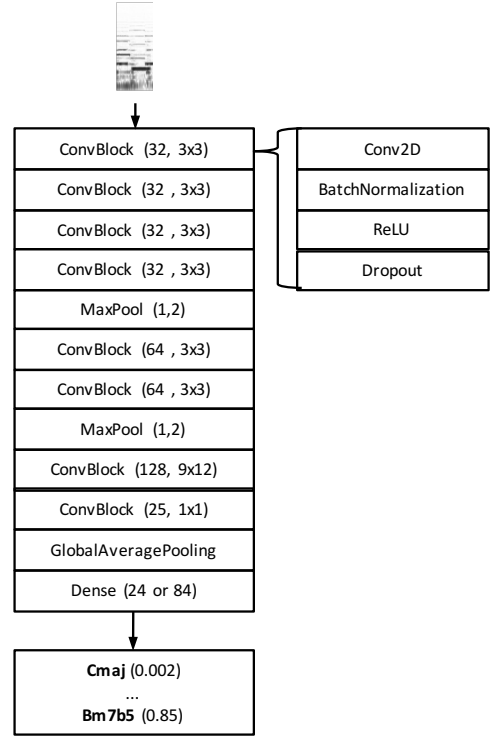 ConvBlock (32, 3x3)
ConvBlock (32 , 3x3)
ConvBlock (32 , 3x3)
ConvBlock (32 , 3x3)
MaxPool (1,2)
ConvBlock (64 , 3x3)
ConvBlock (64 , 3x3)
MaxPool (1,2)
ConvBlock (128, 9x12)
ConvBlock (25, 1x1)
GlobalAveragePooling
Dense (24 or 84)
Cmaj (0.002)
...
Bm7b5 (0.85)
Conv2D
BatchNormalization
ReLU
Dropout